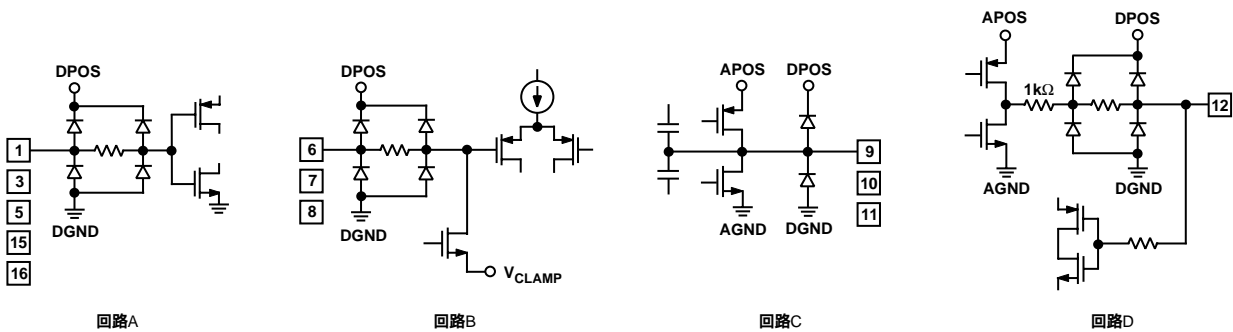 DPOS
1
3
5
15
16
DGND
回路A
DPOS
6
7
8
DGND
V_CLAMP
回路B
APOS DPOS
9
10
11
AGND DGND
回路C
APOS DPOS
1kΩ
12
AGND DGND
回路D